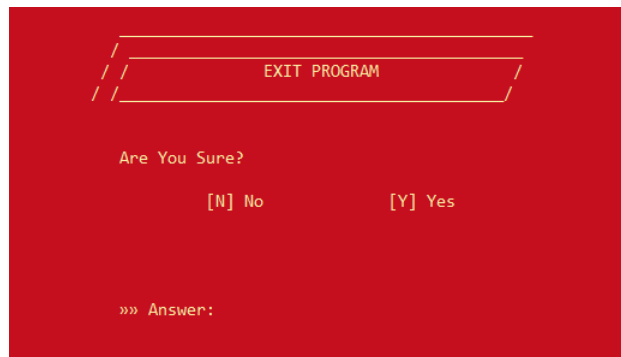 EXIT PROGRAM
Are You Sure?
[N] No [Y] Yes
»» Answer: